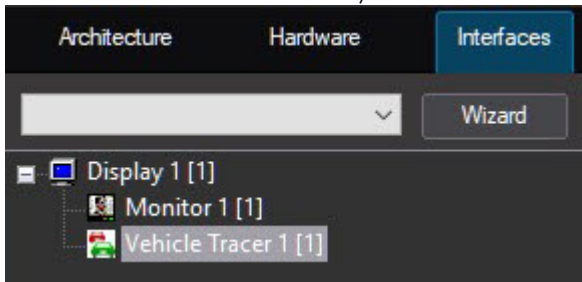 Architecture Hardware Interfaces
Wizard
Display 1 [1]
Monitor 1 [1]
Vehicle Tracer 1 [1]